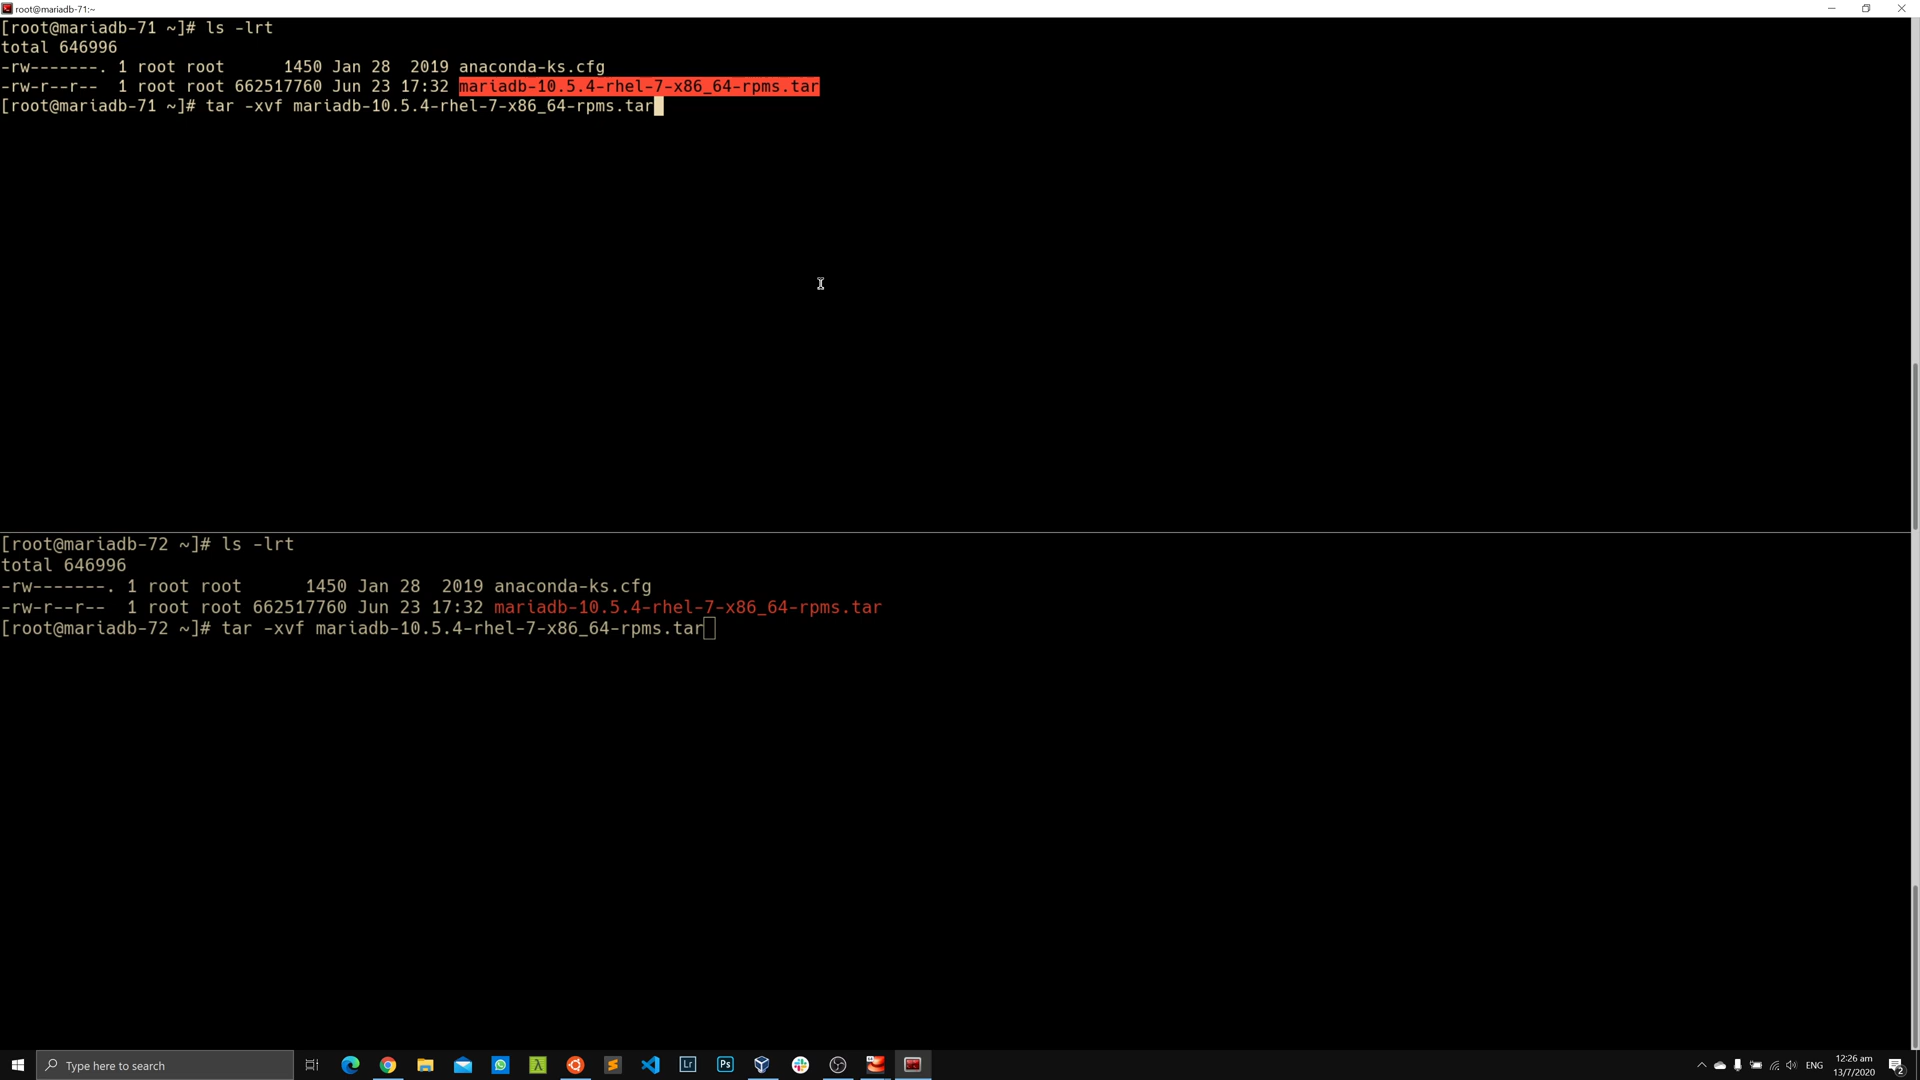 root@mariadb-71:~
[root@mariadb-71 ~]# ls -lrt
total 646996
-rw-------. 1 root root      1450 Jan 28  2019 anaconda-ks.cfg
-rw-r--r--  1 root root 662517760 Jun 23 17:32 mariadb-10.5.4-rhel-7-x86_64-rpms.tar
[root@mariadb-71 ~]# tar -xvf mariadb-10.5.4-rhel-7-x86_64-rpms.tar
[root@mariadb-72 ~]# ls -lrt
total 646996
-rw-------. 1 root root      1450 Jan 28  2019 anaconda-ks.cfg
-rw-r--r--  1 root root 662517760 Jun 23 17:32 mariadb-10.5.4-rhel-7-x86_64-rpms.tar
[root@mariadb-72 ~]# tar -xvf mariadb-10.5.4-rhel-7-x86_64-rpms.tar
Type here to search
Lr
Ps
ENG
12:26 am
13/7/2020
2